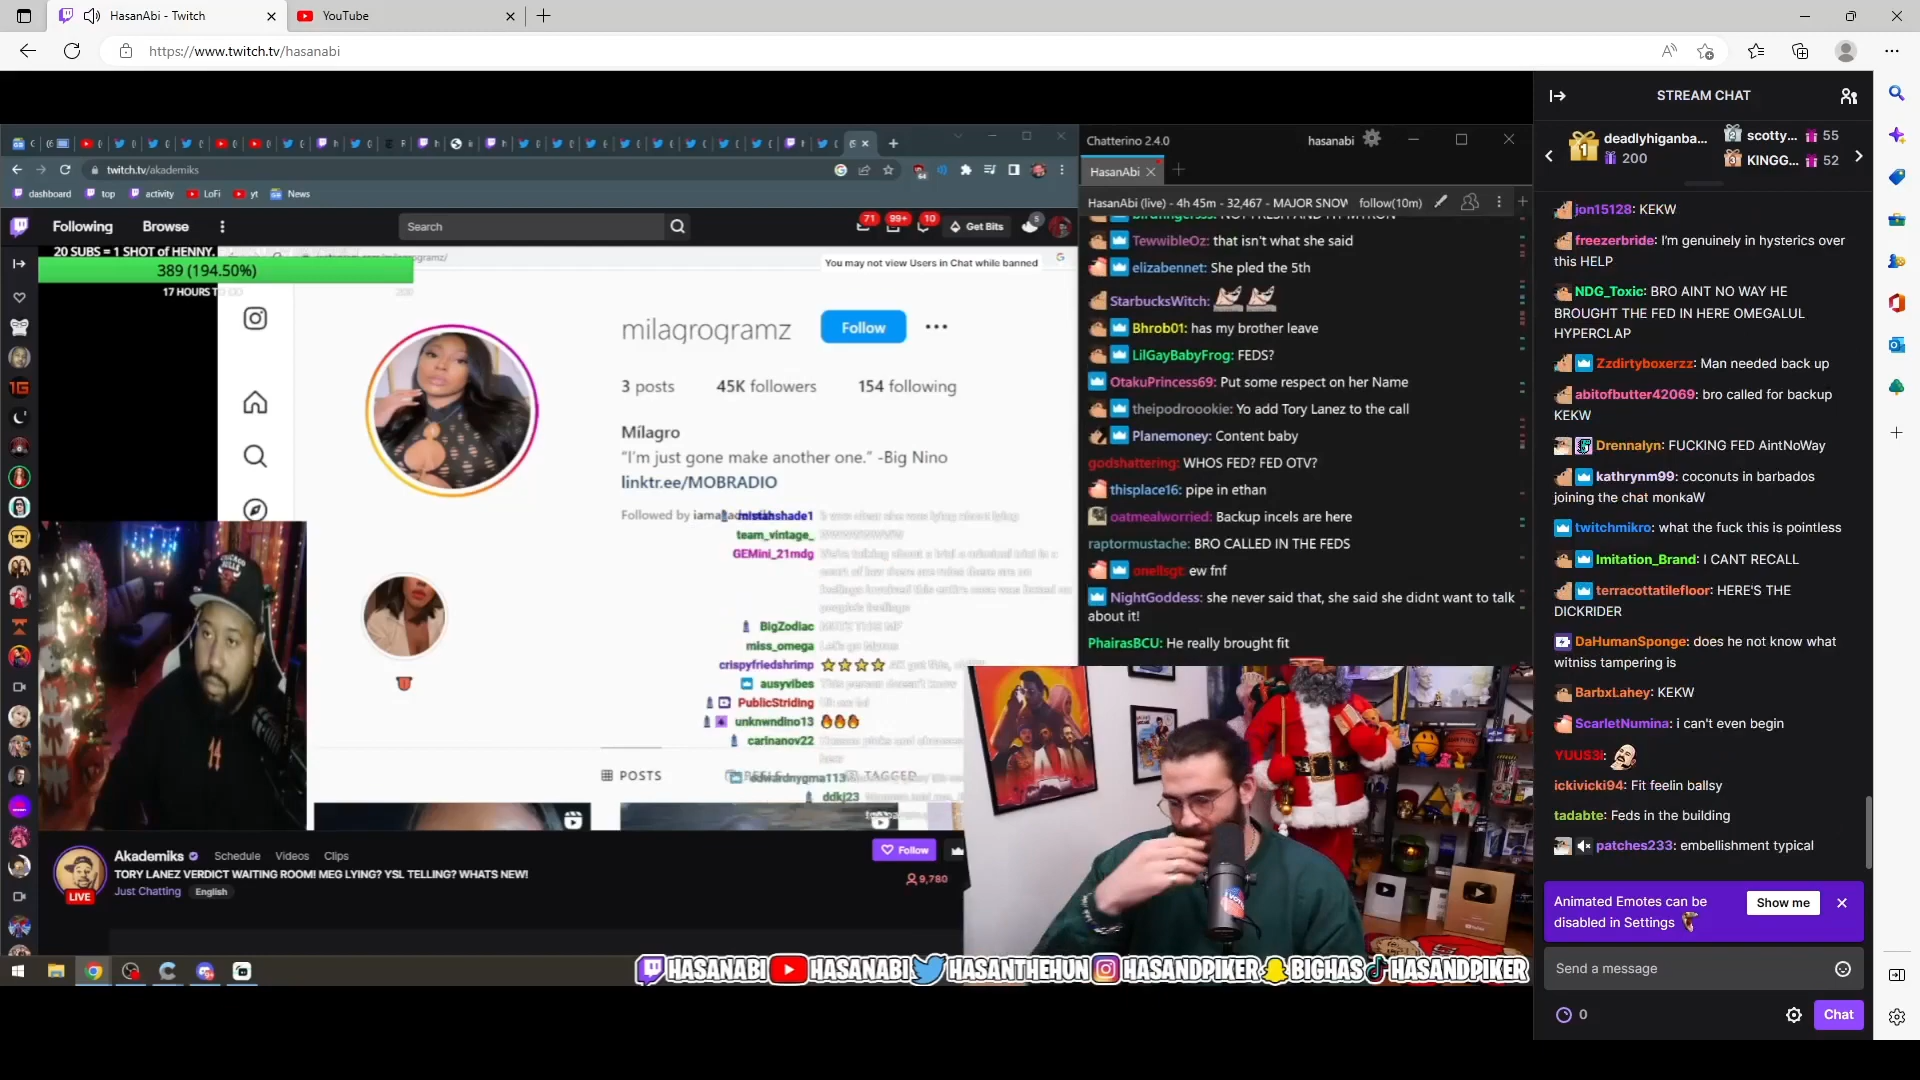 HasanAbi - Twitch
YouTube
https://www.twitch.tv/hasanabi
twitch.tv/akademiks
dashboard
top
activity
LoFi
yt
News
Following
Browse
Search
71
99+
10
Get Bits
5
20 SUBS = 1 SHOT of HENNY.
389 (194.50%)
200
You may not view Users in Chat while banned
milagrogramz
Follow
3 posts
45K followers
154 following
Milagro
“I’m just gone make another one.” -Big Nino
linktr.ee/MOBRADIO
Followed by
mistahshade1
team_vintage_
GEMini_21mdg
BigZodiac
miss_omega
crispyfriedshrimp
ausyvibes
PublicStriding
unknwndino13
carinanov22
edwardnygma113
ddkj23
POSTS
TAGGED
Akademiks
Schedule
Videos
Clips
TORY LANEZ VERDICT WAITING ROOM! MEG LYING? YSL TELLING? WHATS NEW!
Just Chatting
English
LIVE
Follow
9,780
Chatterino 2.4.0
hasanabi
HasanAbi
HasanAbi (live) - 4h 45m - 32,467 - MAJOR SNOW
follow(10m)
TewwibleOz: that isn't what she said
elizabennet: She pled the 5th
StarbucksWitch:
Bhrob01: has my brother leave
LilGayBabyFrog: FEDS?
OtakuPrincess69: Put some respect on her Name
theipodroookie: Yo add Tory Lanez to the call
Planemoney: Content baby
godshattering: WHOS FED? FED OTV?
thisplace16: pipe in ethan
oatmealworried: Backup incels are here
raptormustache: BRO CALLED IN THE FEDS
onellsgt: ew fnf
NightGoddess: she never said that, she said she didnt want to talk
about it!
PhairasBCU: He really brought fit
HASANABI
HASANABI
HASANTHEHUN
HASANDPIKER
BIGHAS
HASANDPIKER
STREAM CHAT
1
deadlyhiganba...
200
2
scotty...
55
3
KINGG...
52
jon15128: KEKW
freezerbride: I'm genuinely in hysterics over
this HELP
NDG_Toxic: BRO AINT NO WAY HE
BROUGHT THE FED IN HERE OMEGALUL
HYPERCLAP
Zzdirtyboxerzz: Man needed back up
abitofbutter42069: bro called for backup
KEKW
Drennalyn: FUCKING FED AintNoWay
kathrynm99: coconuts in barbados
joining the chat monkaW
twitchmikro: what the fuck this is pointless
Imitation_Brand: I CANT RECALL
terracottatilefloor: HERE'S THE
DICKRIDER
DaHumanSponge: does he not know what
witniss tampering is
BarbxLahey: KEKW
ScarletNumina: i can't even begin
YUUS3i:
ickivicki94: Fit feelin ballsy
tadabte: Feds in the building
patches233: embellishment typical
Animated Emotes can be
disabled in Settings
Show me
Send a message
0
Chat